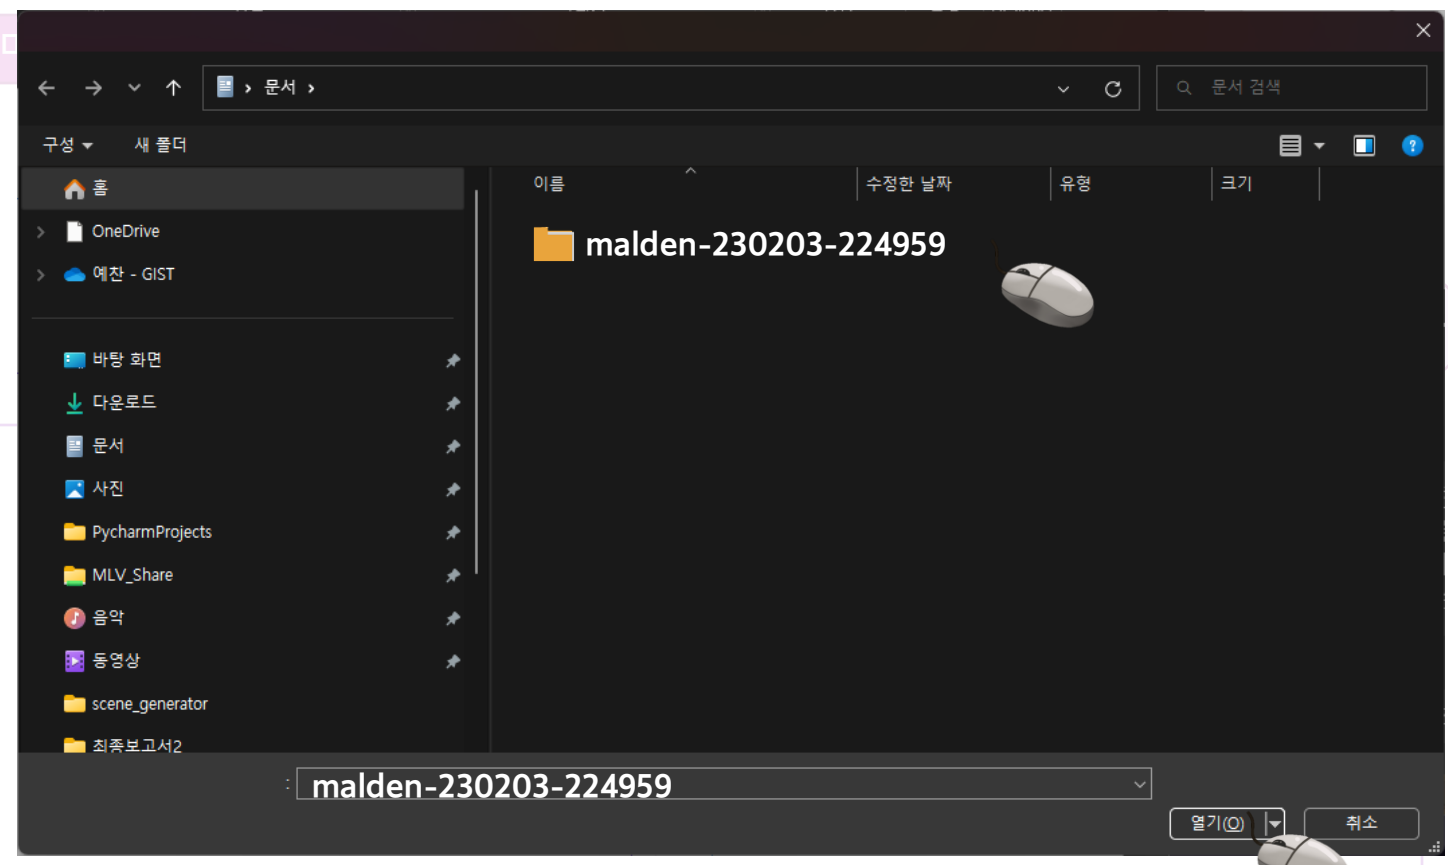 문서
문서 검색
구성
새 폴더
홈
OneDrive
예찬 - GIST
바탕 화면
다운로드
문서
사진
PycharmProjects
MLV_Share
음악
동영상
scene_generator
최종보고서2
이름
수정한 날짜
유형
크기
malden-230203-224959
: malden-230203-224959
열기(O)
취소